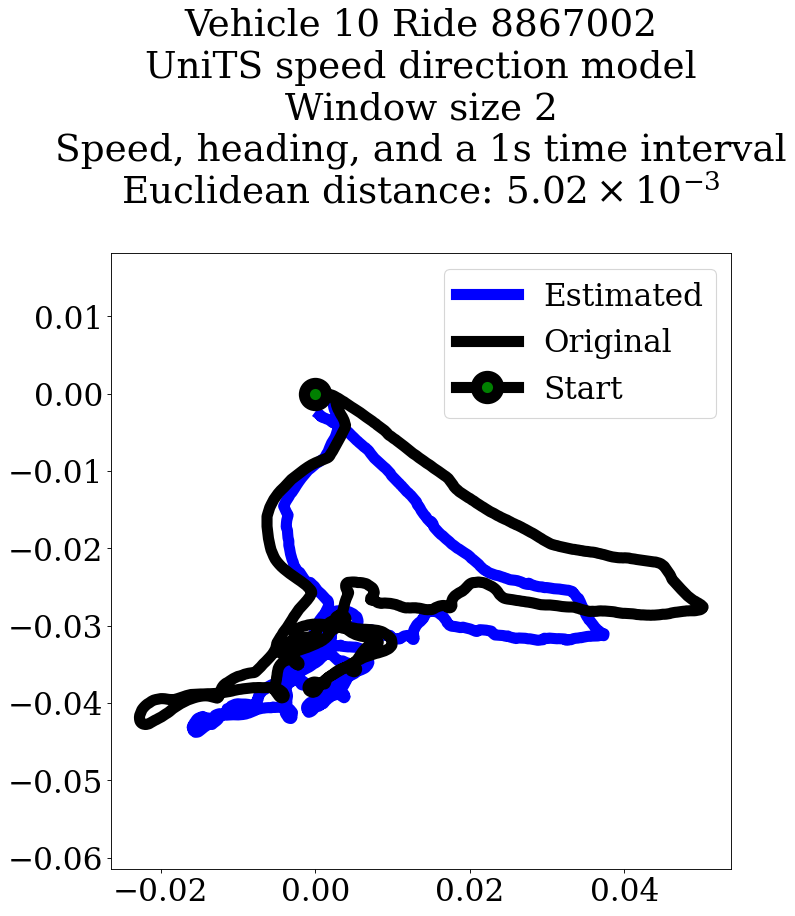 Vehicle 10 Ride 8867002
UniTS speed direction model
Window size 2
Speed, heading, and a 1s time interval
Euclidean distance: 5.02 × 10⁻³
Estimated
Original
Start
0.01
0.00
−0.01
−0.02
−0.03
−0.04
−0.05
−0.06
−0.02 0.00 0.02 0.04